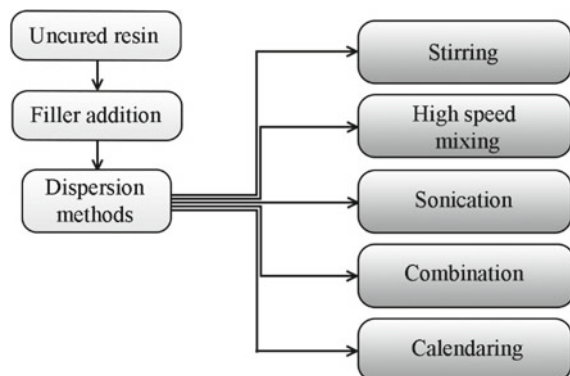 Uncured resin
Filler addition
Dispersion
methods
Stirring
High speed
mixing
Sonication
Combination
Calendaring